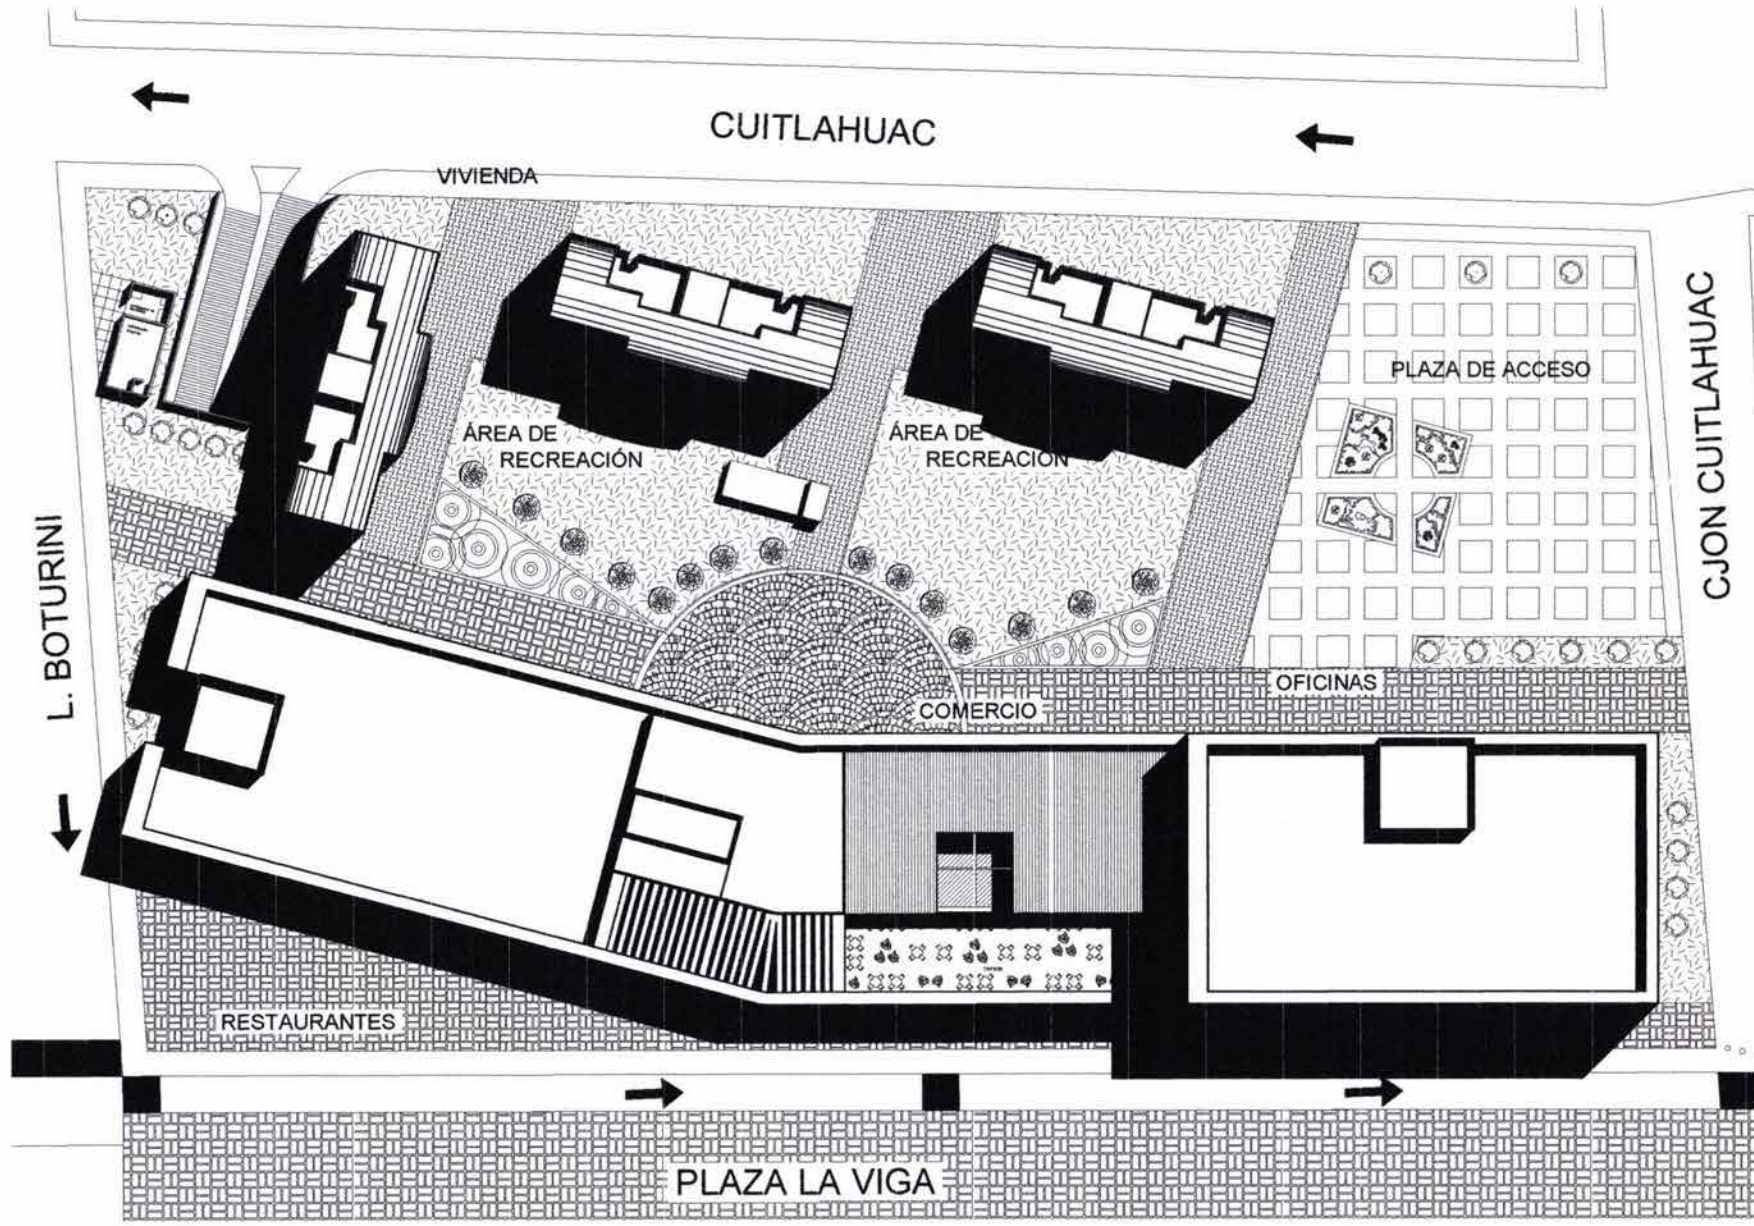 CUITLAHUAC
VIVIENDA
PLAZA DE ACCESO
CJON CUITLAHUAC
ÁREA DE
RECREACIÓN
ÁREA DE
RECREACIÓN
L. BOTURINI
OFICINAS
COMERCIO
RESTAURANTES
PLAZA LA VIGA